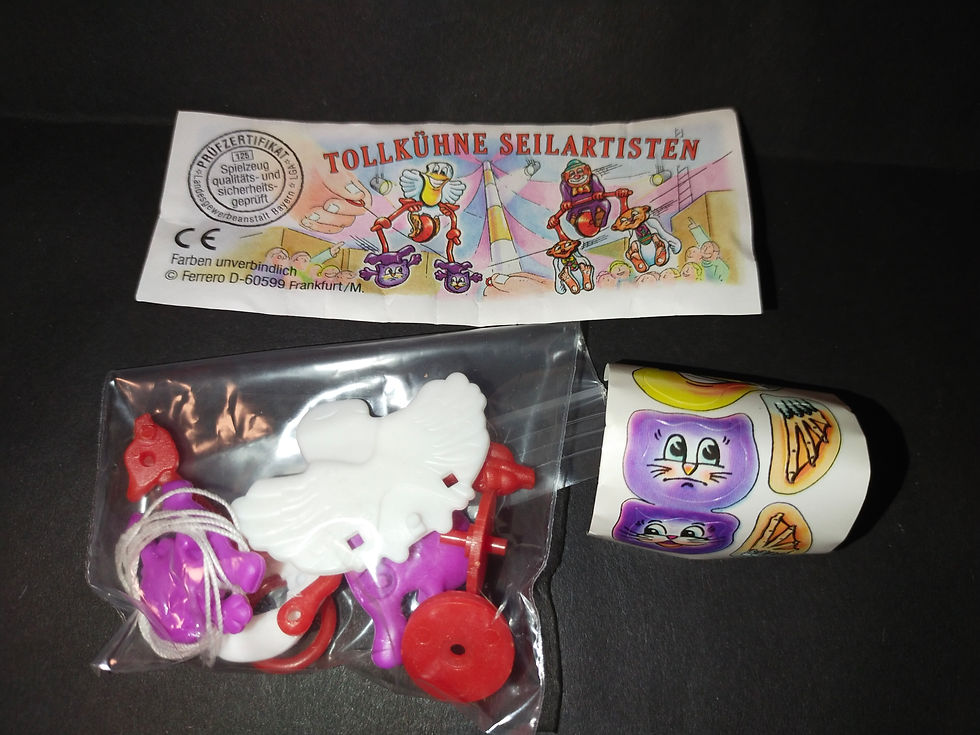 TOLLKÜHNE SEILARTISTEN
PRÜFZERTIFIKAT
125
Spielzeug
qualitäts- und
sicherheits-
geprüft
Landesgewerbeanstalt Bayern
LGA
CE
Farben unverbindlich
© Ferrero D-60599 Frankfurt/M.